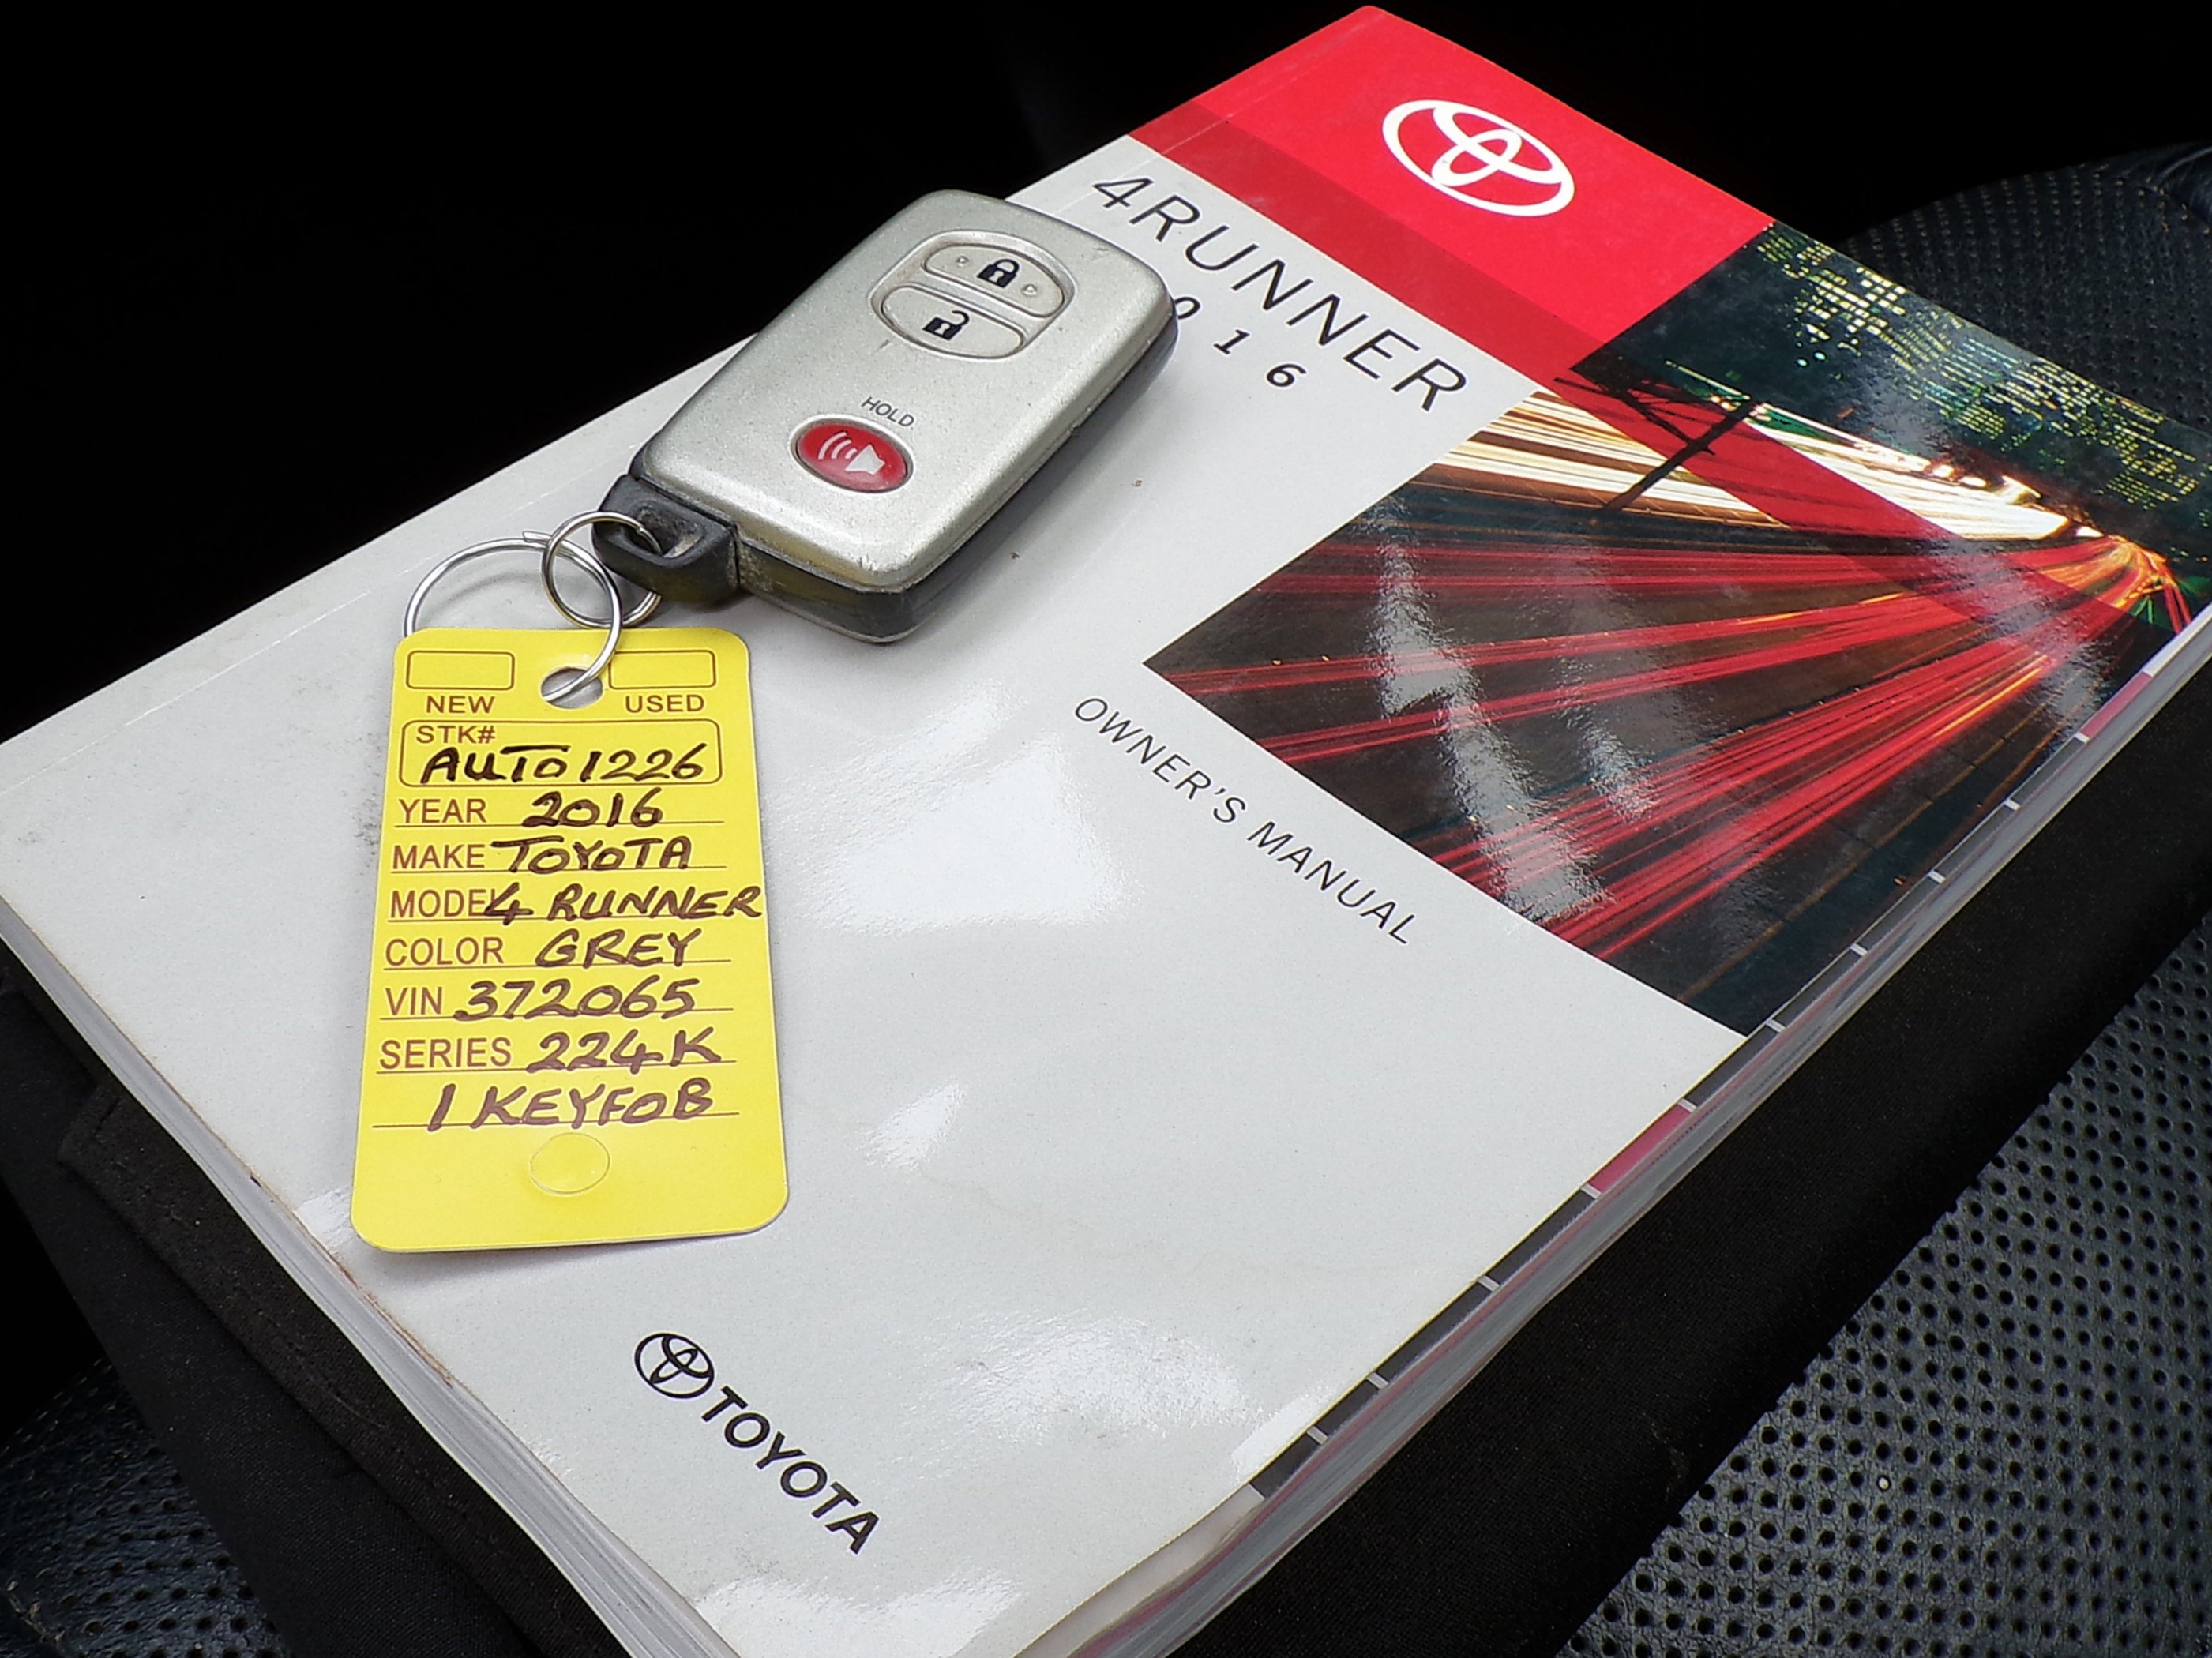 4RUNNER
016
HOLD
OWNER'S MANUAL
NEW USED
STK#
AUTO1226
YEAR 2016
MAKE TOYOTA
MODEL 4 RUNNER
COLOR GREY
VIN 372065
SERIES 224K
1 KEYFOB
TOYOTA